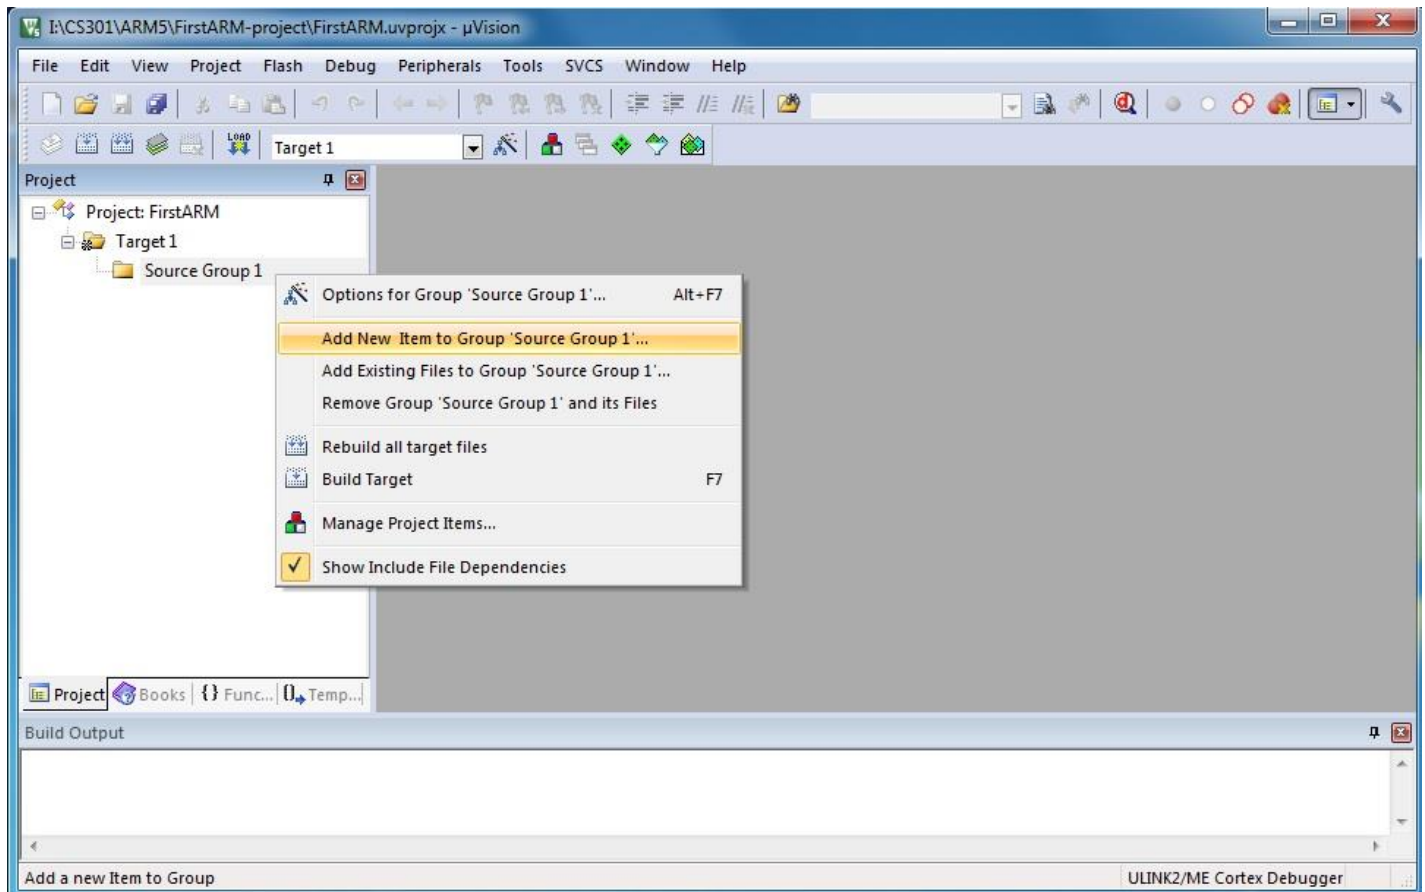 I:\CS301\ARM5\FirstARM-project\FirstARM.uvprojx - µVision
File Edit View Project Flash Debug Peripherals Tools SVCS Window Help
LOAD Target 1
Project
Project: FirstARM
Target 1
Source Group 1
Options for Group 'Source Group 1'... Alt+F7
Add New Item to Group 'Source Group 1'...
Add Existing Files to Group 'Source Group 1'...
Remove Group 'Source Group 1' and its Files
Rebuild all target files
Build Target F7
Manage Project Items...
Show Include File Dependencies
Project Books {} Func... 0 Temp...
Build Output
Add a new Item to Group ULINK2/ME Cortex Debugger